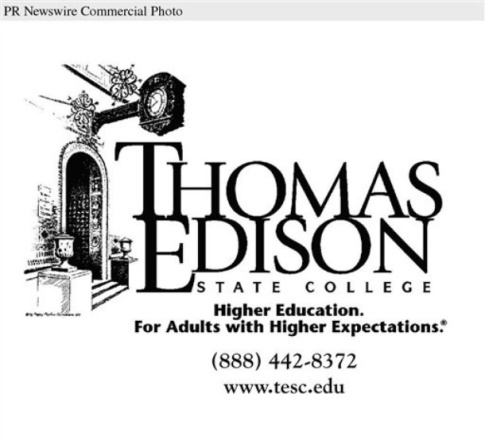 PR Newswire Commercial Photo
THOMAS
EDISON
STATE COLLEGE
Higher Education.
For Adults with Higher Expectations.®
(888) 442-8372
www.tesc.edu